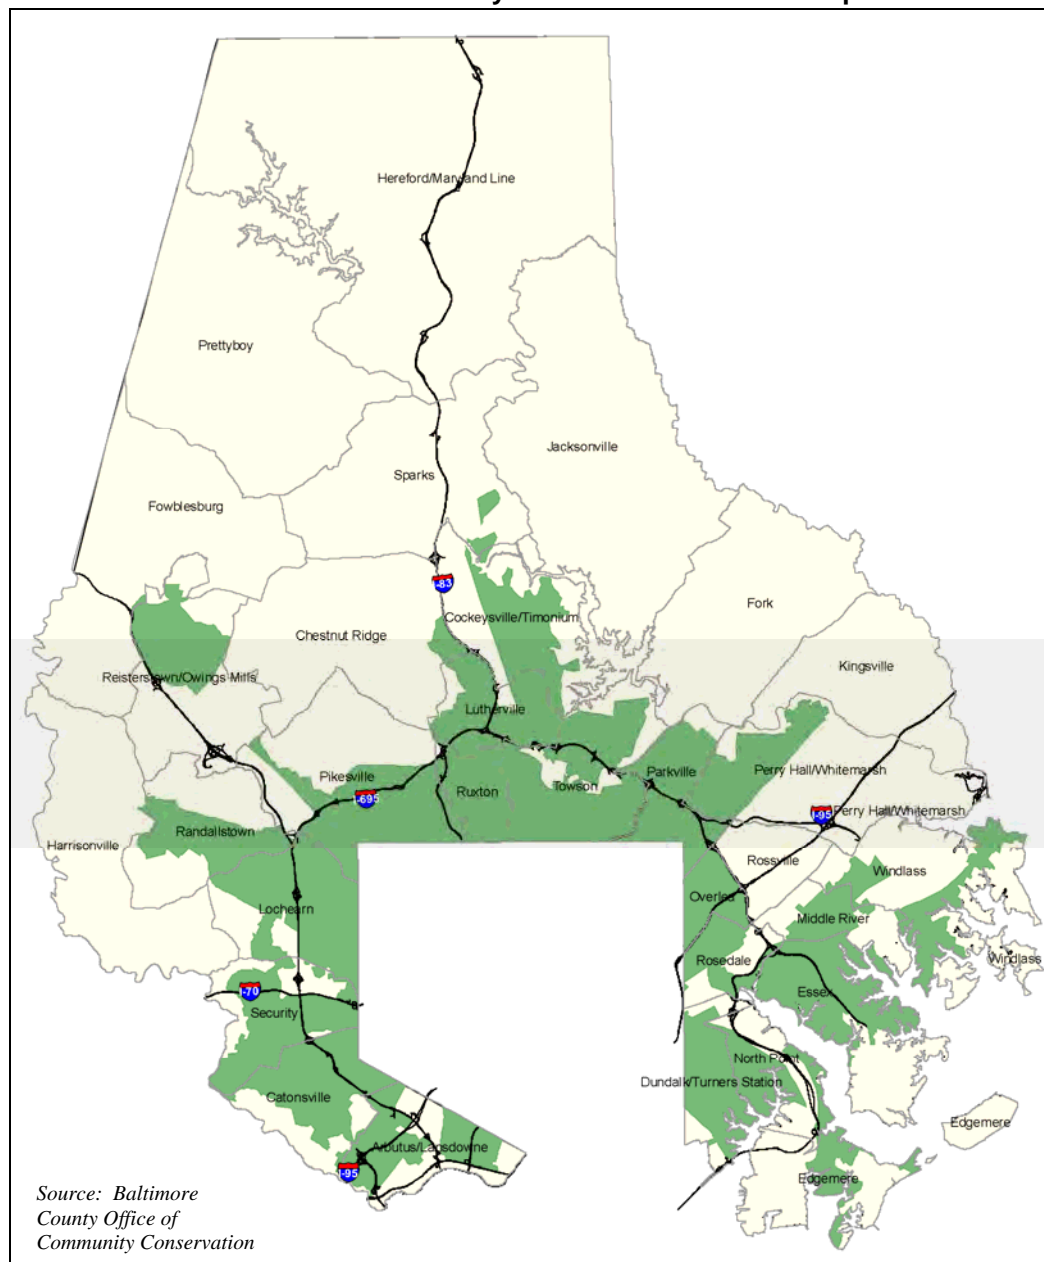 Hereford/Maryland Line
Prettyboy
Jacksonville
Sparks
Fowblesburg
I-83
Fork
Cockeysville/Timonium
Chestnut Ridge
Kingsville
Reisterstown/Owings Mills
Lutherville
Pikesville
Parkville
Perry Hall/Whitemarsh
Ruxton
Towson
I-695
I-95
Perry Hall/Whitemarsh
Randallstown
Harrisonville
Rossville
Windlass
Overlea
Lochearn
Middle River
Rosedale
Windlass
Essex
I-70
Security
North Point
Dundalk/Turners Station
Catonsville
Edgemere
Arbutus/Lansdowne
I-95
Edgemere
Source: Baltimore
County Office of
Community Conservation